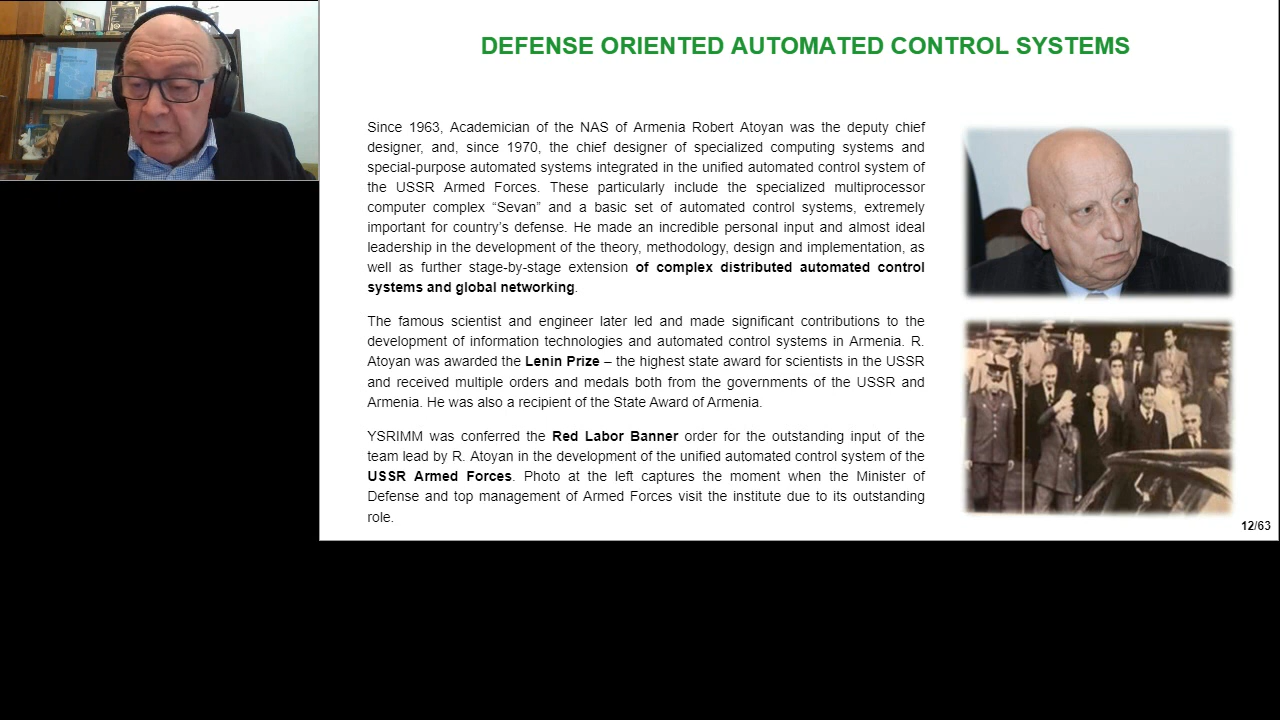 DEFENSE ORIENTED AUTOMATED CONTROL SYSTEMS
Since 1963, Academician of the NAS of Armenia Robert Atoyan was the deputy chief
designer, and, since 1970, the chief designer of specialized computing systems and
special-purpose automated systems integrated in the unified automated control system of
the USSR Armed Forces. These particularly include the specialized multiprocessor
computer complex “Sevan” and a basic set of automated control systems, extremely
important for country’s defense. He made an incredible personal input and almost ideal
leadership in the development of the theory, methodology, design and implementation, as
well as further stage-by-stage extension of complex distributed automated control
systems and global networking.
The famous scientist and engineer later led and made significant contributions to the
development of information technologies and automated control systems in Armenia. R.
Atoyan was awarded the Lenin Prize – the highest state award for scientists in the USSR
and received multiple orders and medals both from the governments of the USSR and
Armenia. He was also a recipient of the State Award of Armenia.
YSRIMM was conferred the Red Labor Banner order for the outstanding input of the
team lead by R. Atoyan in the development of the unified automated control system of the
USSR Armed Forces. Photo at the left captures the moment when the Minister of
Defense and top management of Armed Forces visit the institute due to its outstanding
role.
12/63